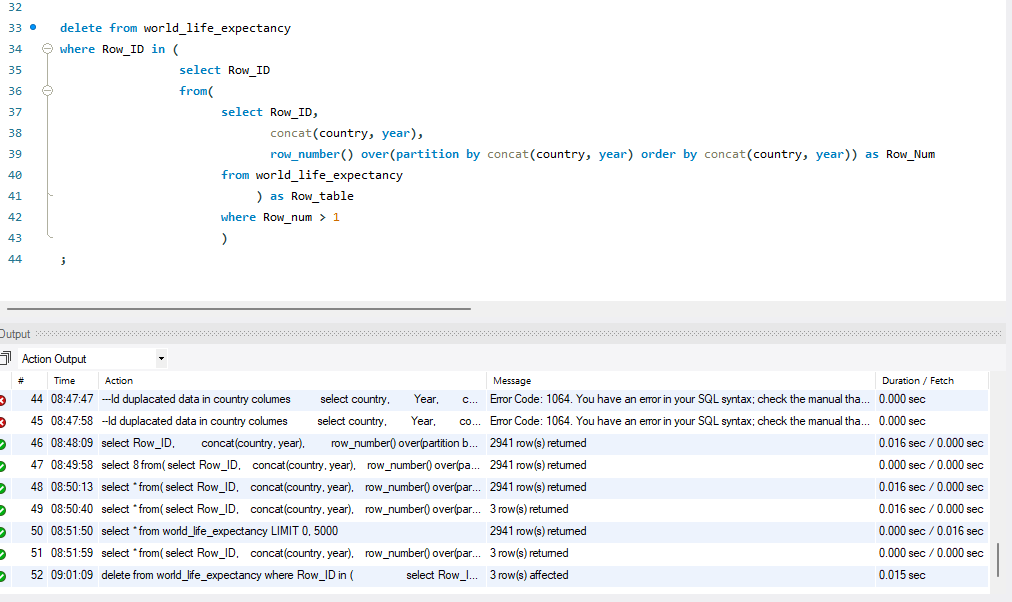 32
33 delete from world_life_expectancy
34 where Row_ID in (
35 select Row_ID
36 from(
37 select Row_ID,
38 concat(country, year),
39 row_number() over(partition by concat(country, year) order by concat(country, year)) as Row_Num
40 from world_life_expectancy
41 ) as Row_table
42 where Row_num > 1
43 )
44 ;
Output
Action Output
# Time Action Message Duration / Fetch
44 08:47:47 ---Id duplacated data in country columes select country, Year, c... Error Code: 1064. You have an error in your SQL syntax; check the manual tha... 0.000 sec
45 08:47:58 --Id duplacated data in country columes select country, Year, co... Error Code: 1064. You have an error in your SQL syntax; check the manual tha... 0.000 sec
46 08:48:09 select Row_ID, concat(country, year), row_number() over(partition b... 2941 row(s) returned 0.016 sec / 0.000 sec
47 08:49:58 select 8 from( select Row_ID, concat(country, year), row_number() over(pa... 2941 row(s) returned 0.000 sec / 0.000 sec
48 08:50:13 select * from( select Row_ID, concat(country, year), row_number() over(par... 2941 row(s) returned 0.016 sec / 0.000 sec
49 08:50:40 select * from( select Row_ID, concat(country, year), row_number() over(par... 3 row(s) returned 0.016 sec / 0.000 sec
50 08:51:50 select * from world_life_expectancy LIMIT 0, 5000 2941 row(s) returned 0.000 sec / 0.016 sec
51 08:51:59 select * from( select Row_ID, concat(country, year), row_number() over(par... 3 row(s) returned 0.000 sec / 0.000 sec
52 09:01:09 delete from world_life_expectancy where Row_ID in ( select Row_I... 3 row(s) affected 0.015 sec